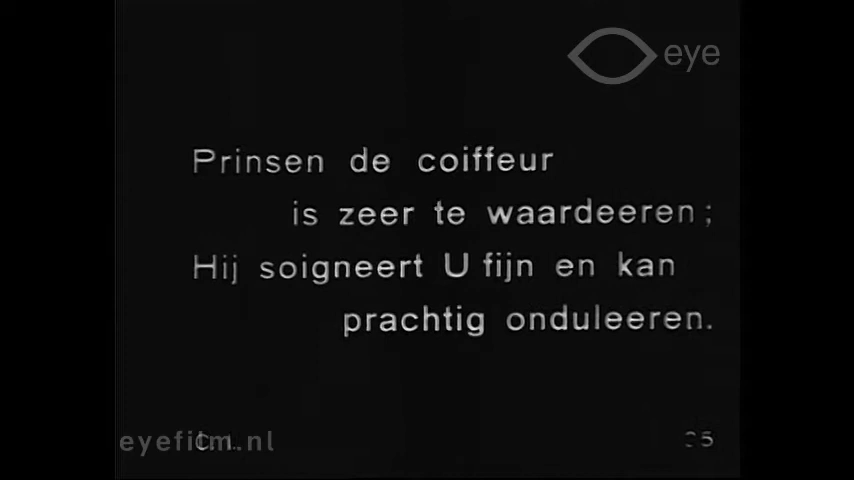 eye
Prinsen de coiffeur
is zeer te waardeeren;
Hij soigneert U fijn en kan
prachtig onduleeren.
eyefilm.nl